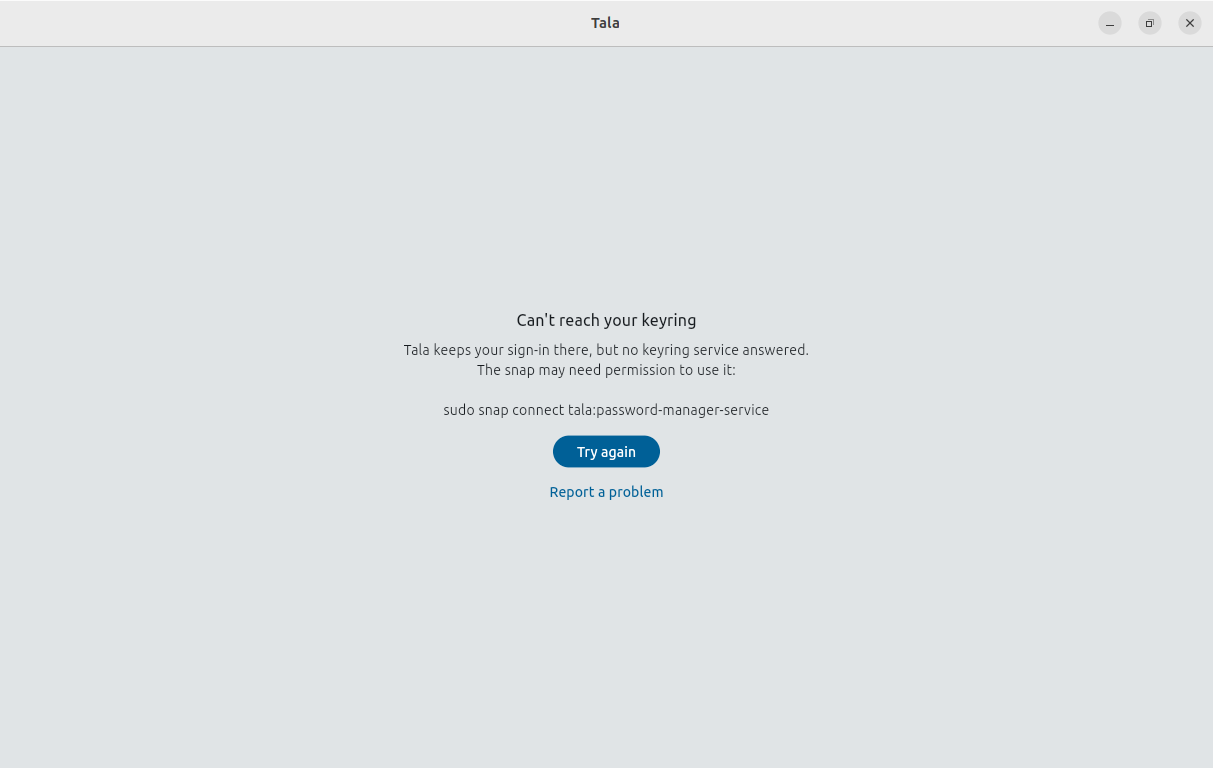 Tala
Can't reach your keyring
Tala keeps your sign-in there, but no keyring service answered.
The snap may need permission to use it:
sudo snap connect tala:password-manager-service
Try again
Report a problem